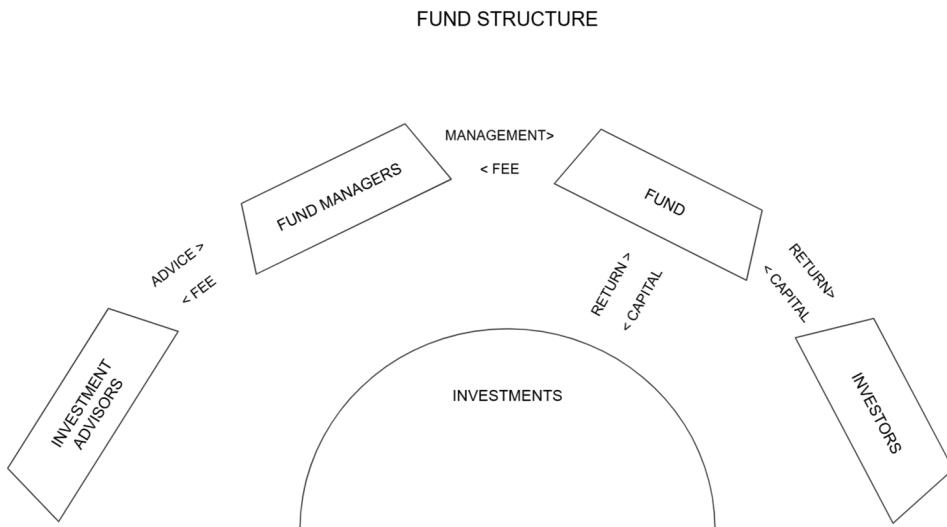 FUND STRUCTURE
MANAGEMENT>
< FEE
FUND MANAGERS
FUND
ADVICE >
< FEE
RETURN >
< CAPITAL
RETURN>
< CAPITAL
INVESTMENT
ADVISORS
INVESTMENTS
INVESTORS